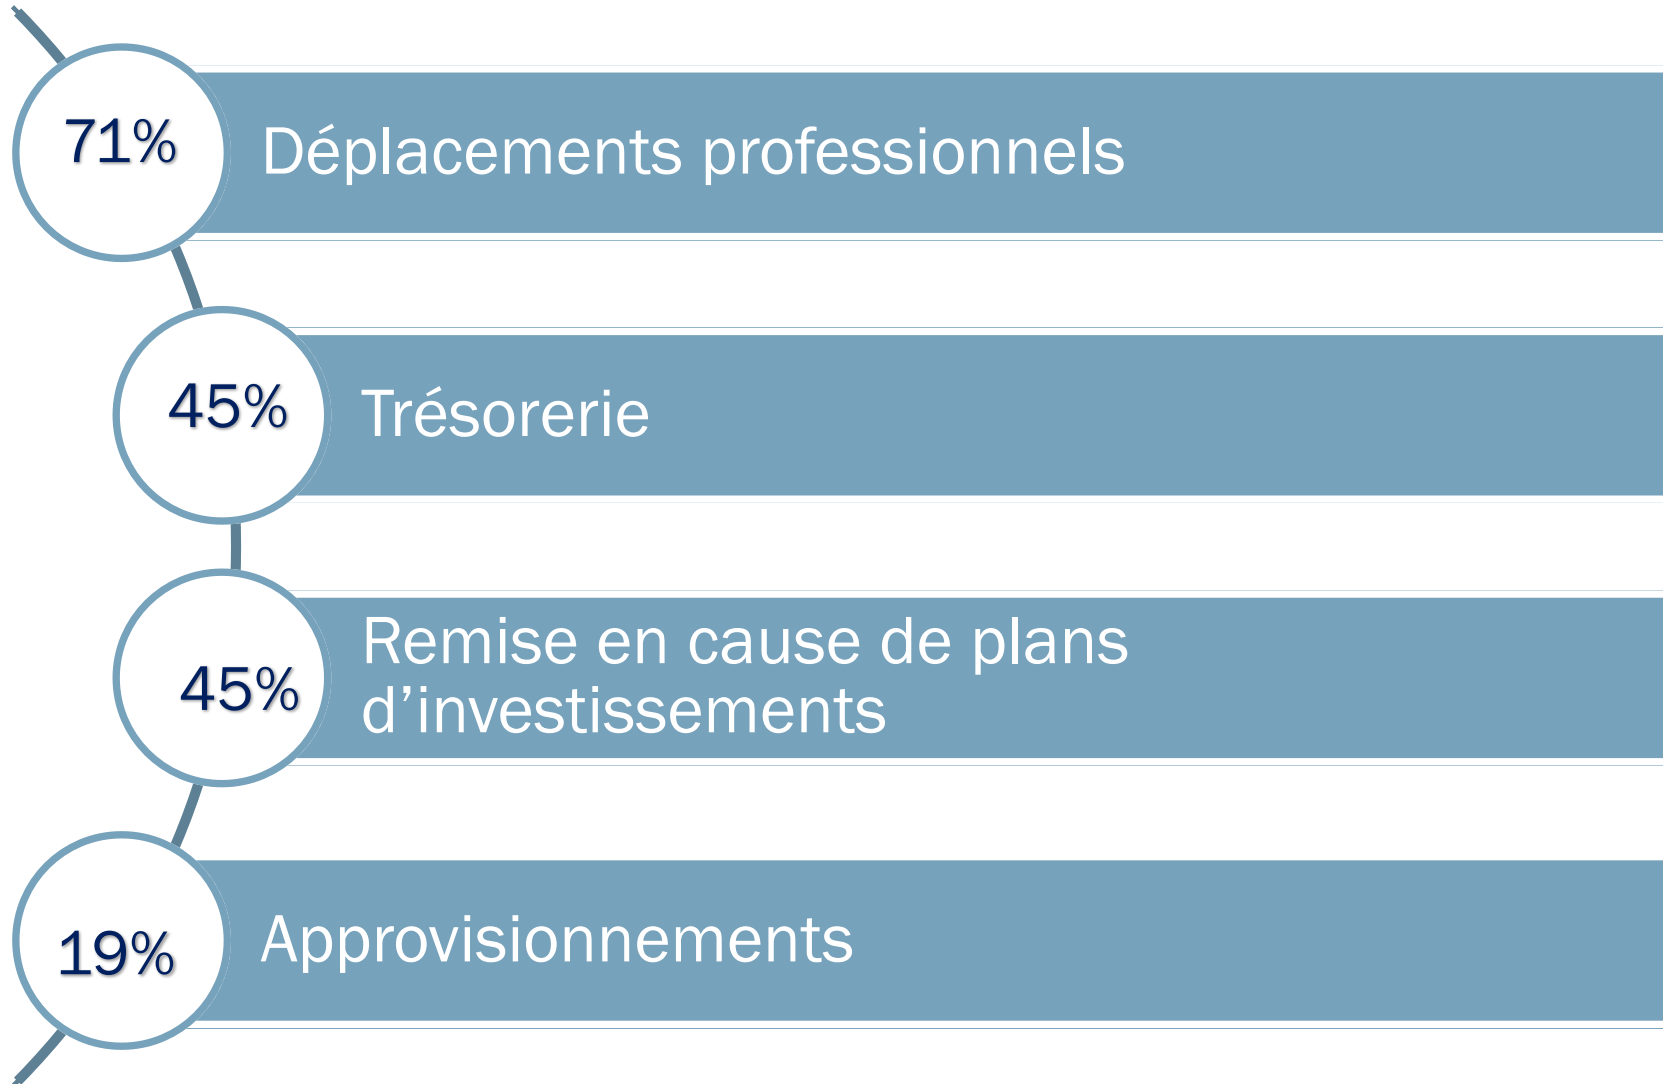 71%
Déplacements professionnels
45%
Trésorerie
45%
Remise en cause de plans
d’investissements
19%
Approvisionnements